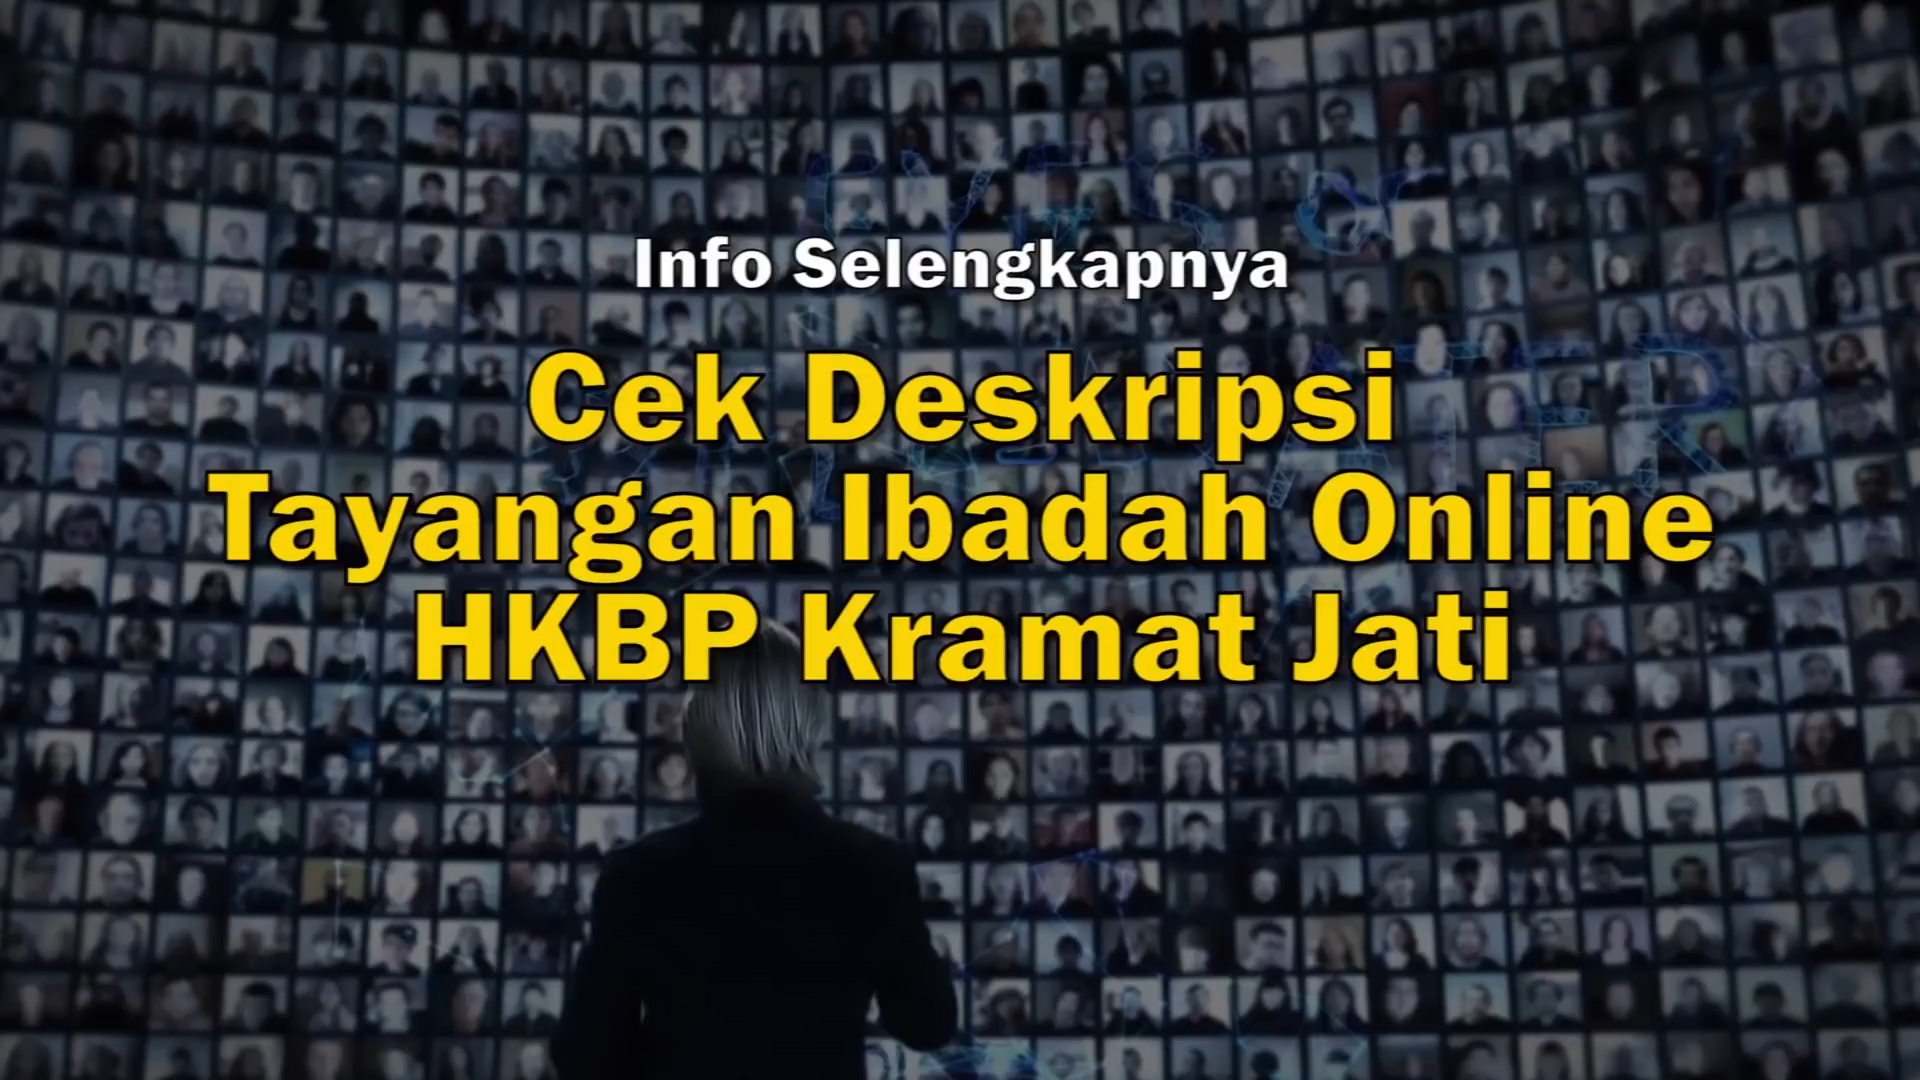 Info Selengkapnya
Cek Deskripsi
Tayangan Ibadah Online
HKBP Kramat Jati